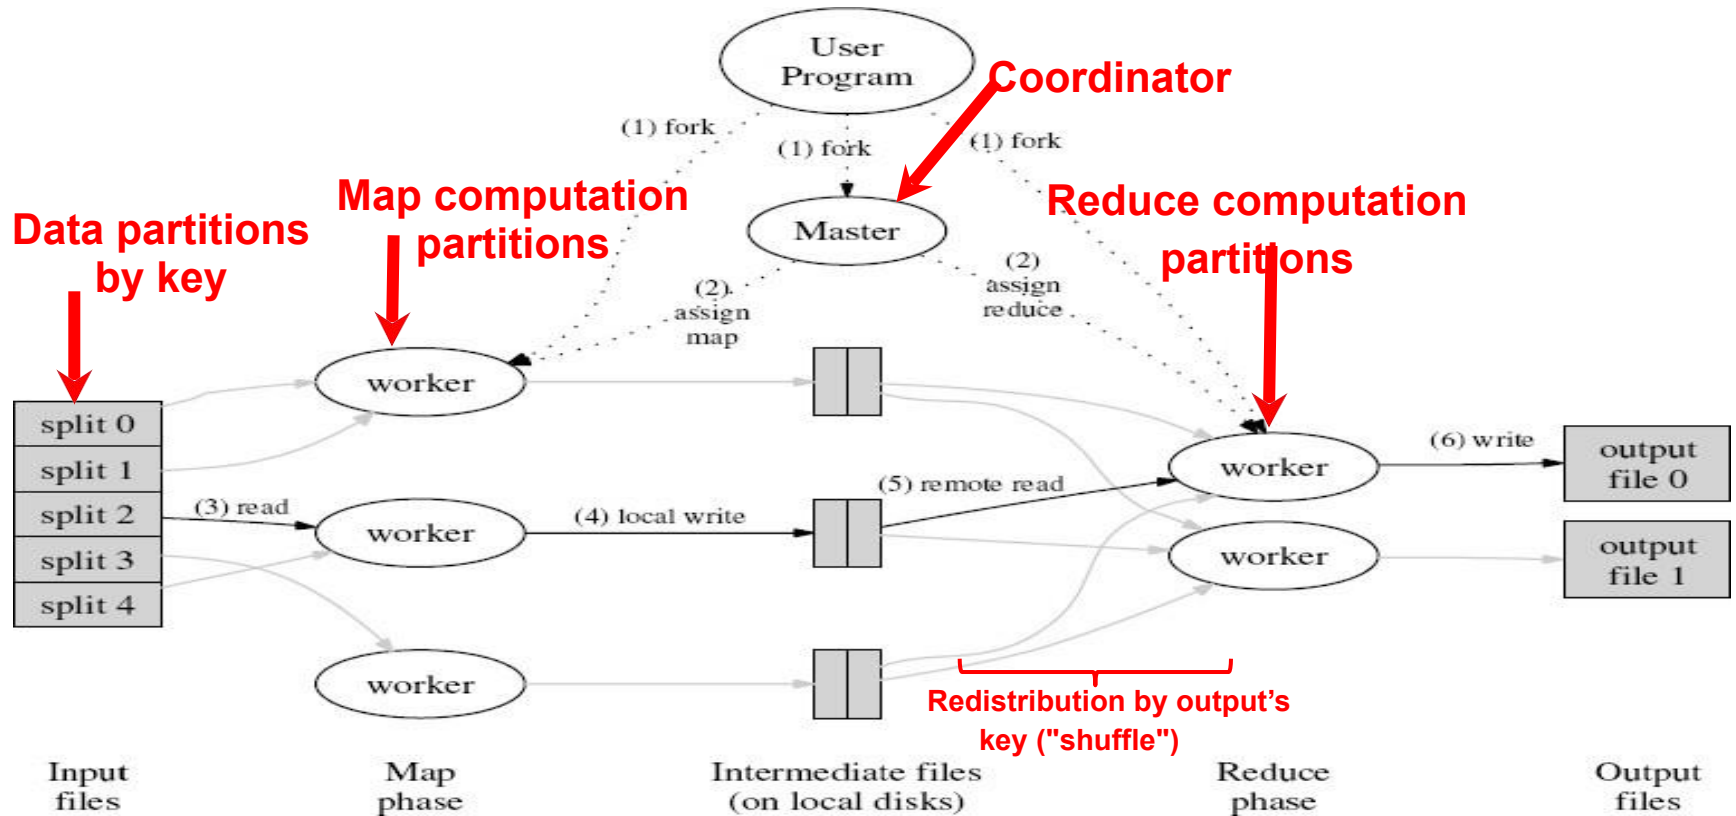 User
Program
Coordinator
(1) fork
(1) fork
(1) fork
Map computation
partitions
Reduce computation
partitions
Data partitions
by key
Master
(2)
assign
map
(2)
assign
reduce
worker
split 0
split 1
split 2
split 3
split 4
(3) read
worker
(4) local write
(5) remote read
worker
(6) write
output
file 0
worker
output
file 1
worker
Redistribution by output’s
key ("shuffle")
Input
files
Map
phase
Intermediate files
(on local disks)
Reduce
phase
Output
files